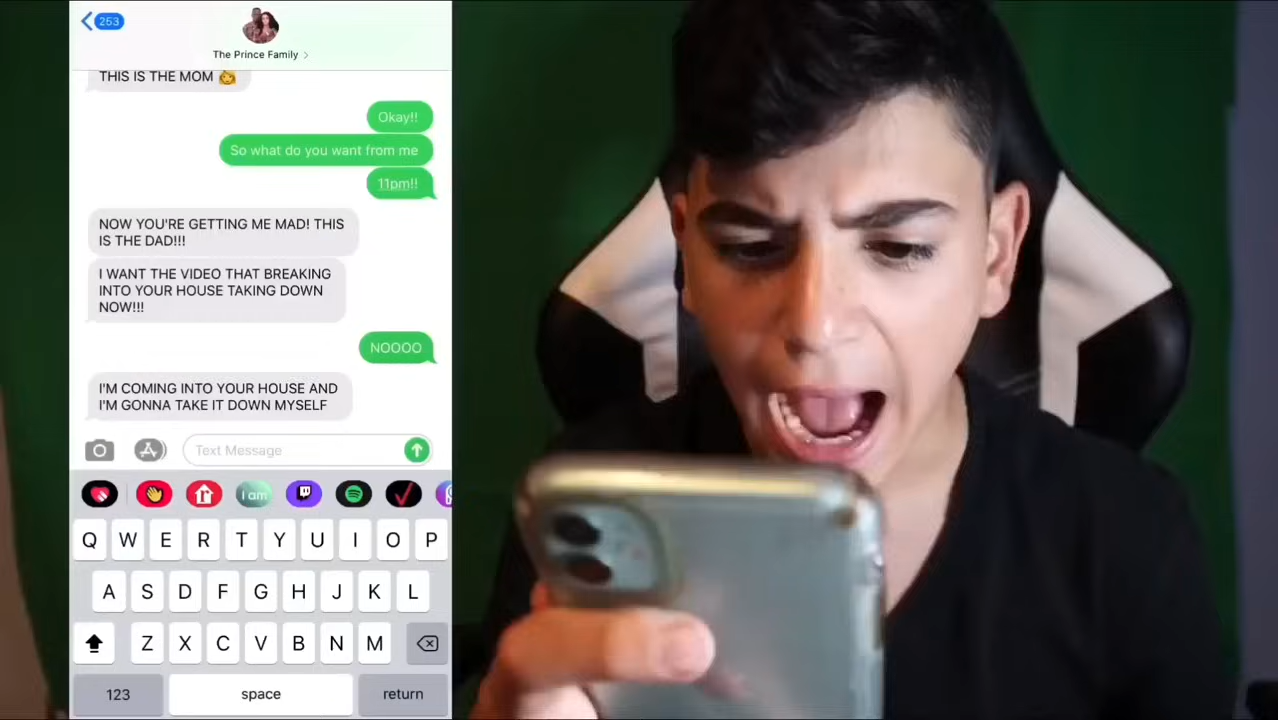 253
The Prince Family
THIS IS THE MOM
Okay!!
So what do you want from me
11pm!!
NOW YOU'RE GETTING ME MAD! THIS
IS THE DAD!!!
I WANT THE VIDEO THAT BREAKING
INTO YOUR HOUSE TAKING DOWN
NOW!!!
NOOOO
I'M COMING INTO YOUR HOUSE AND
I'M GONNA TAKE IT DOWN MYSELF
Text Message
i am
Q W E R T Y U I O P
A S D F G H J K L
Z X C V B N M
123 space return